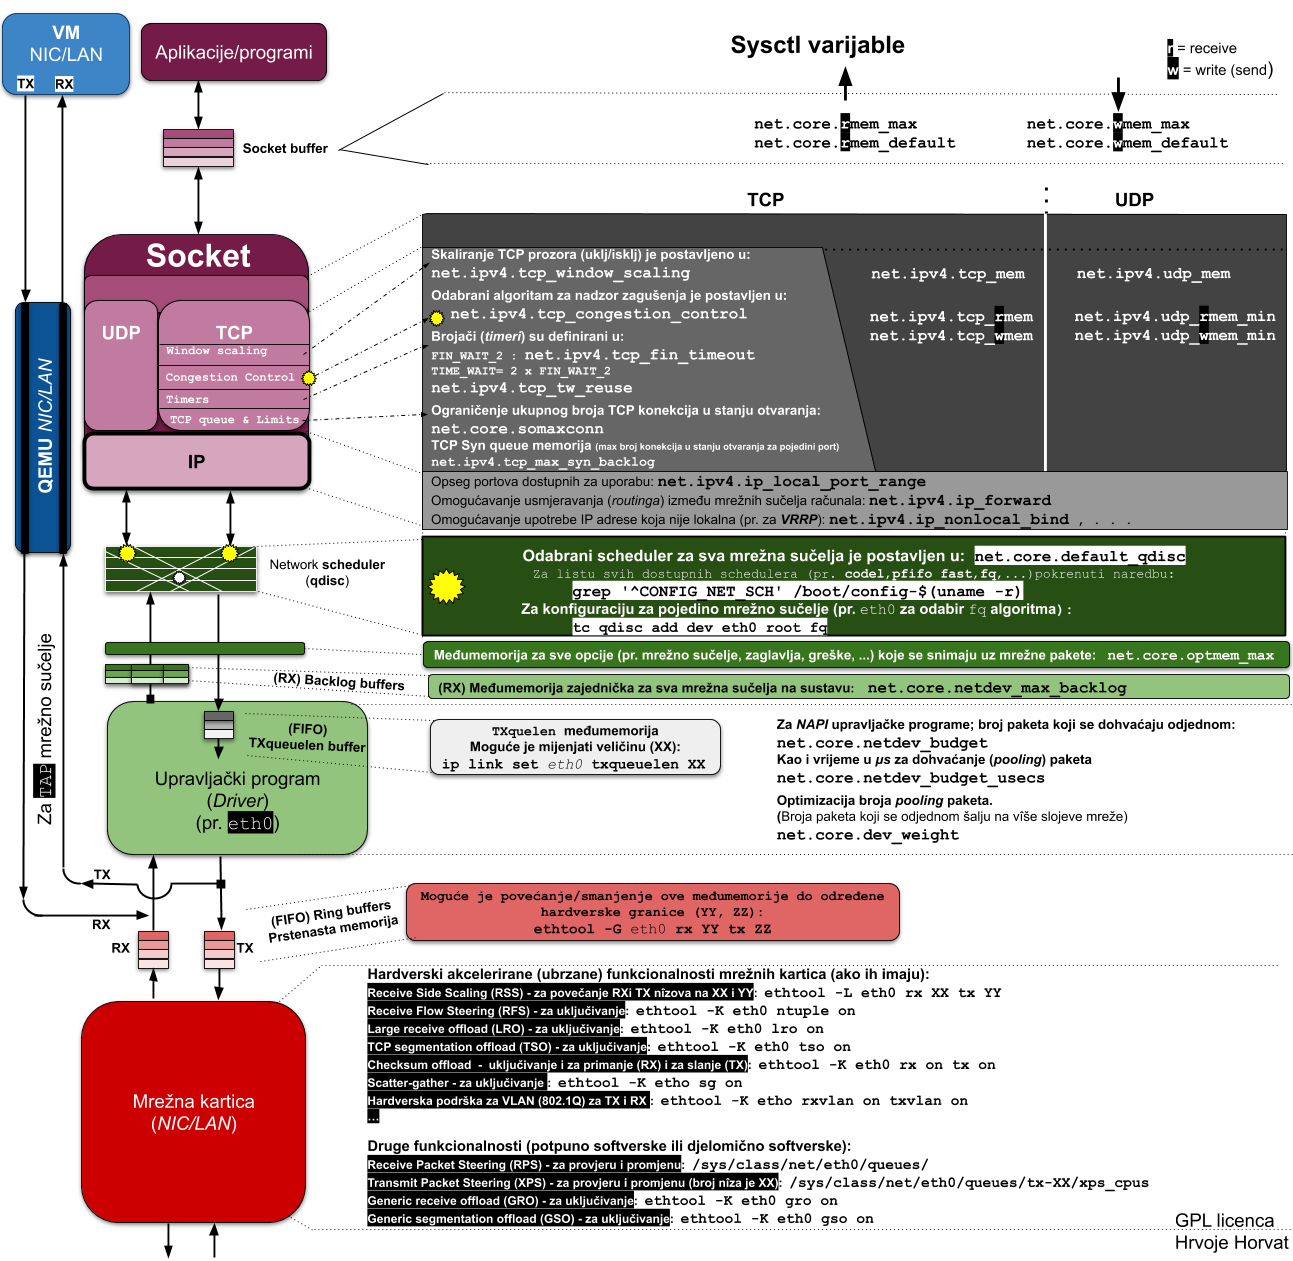 VM
NIC/LAN
TX
RX
Aplikacije/programi
Sysctl varijable
r = receive
w = write (send)
Socket buffer
net.core.rmem_max
net.core.rmem_default
net.core.wmem_max
net.core.wmem_default
TCP
UDP
Socket
UDP
TCP
Window scaling
Congestion Control
Timers
TCP queue & Limits
IP
QEMU NIC/LAN
Skaliranje TCP prozora (uklj/isklj) je postavljeno u:
net.ipv4.tcp_window_scaling
Odabrani algoritam za nadzor zagušenja je postavljen u:
net.ipv4.tcp_congestion_control
Brojači (timeri) su definirani u:
FIN_WAIT_2 : net.ipv4.tcp_fin_timeout
TIME_WAIT= 2 x FIN_WAIT_2
net.ipv4.tcp_tw_reuse
Ograničenje ukupnog broja TCP konekcija u stanju otvaranja:
net.core.somaxconn
TCP Syn queue memorija (max broj konekcija u stanju otvaranja za pojedini port)
net.ipv4.tcp_max_syn_backlog
net.ipv4.tcp_mem
net.ipv4.tcp_rmem
net.ipv4.tcp_wmem
net.ipv4.udp_mem
net.ipv4.udp_rmem_min
net.ipv4.udp_wmem_min
Opseg portova dostupnih za uporabu: net.ipv4.ip_local_port_range
Omogućavanje usmjeravanja (routinga) između mrežnih sučelja računala: net.ipv4.ip_forward
Omogućavanje upotrebe IP adrese koja nije lokalna (pr. za VRRP): net.ipv4.ip_nonlocal_bind , . . .
Network scheduler
(qdisc)
Odabrani scheduler za sva mrežna sučelja je postavljen u: net.core.default_qdisc
Za listu svih dostupnih schedulera (pr. codel,pfifo fast,fq,...)pokrenuti naredbu:
grep '^CONFIG_NET_SCH' /boot/config-$(uname -r)
Za konfiguraciju za pojedino mrežno sučelje (pr. eth0 za odabir fq algoritma) :
tc qdisc add dev eth0 root fq
Međumemorija za sve opcije (pr. mrežno sučelje, zaglavlja, greške, ...) koje se snimaju uz mrežne pakete: net.core.optmem_max
(RX) Backlog buffers
(RX) Međumemorija zajednička za sva mrežna sučelja na sustavu: net.core.netdev_max_backlog
Za TAP mrežno sučelje
(FIFO)
TXqueuelen buffer
Upravljački program
(Driver)
(pr. eth0)
TXquelen međumemorija
Moguće je mijenjati veličinu (XX):
ip link set eth0 txqueuelen XX
Za NAPI upravljačke programe; broj paketa koji se dohvaćaju odjednom:
net.core.netdev_budget
Kao i vrijeme u µs za dohvaćanje (pooling) paketa
net.core.netdev_budget_usecs
Optimizacija broja pooling paketa.
(Broja paketa koji se odjednom šalju na više slojeve mreže)
net.core.dev_weight
TX
RX
RX
TX
(FIFO) Ring buffers
Prstenasta memorija
Moguće je povećanje/smanjenje ove međumemorije do određene
hardverske granice (YY, ZZ):
ethtool -G eth0 rx YY tx ZZ
Mrežna kartica
(NIC/LAN)
Hardverski akcelerirane (ubrzane) funkcionalnosti mrežnih kartica (ako ih imaju):
Receive Side Scaling (RSS) - za povečanje RXi TX nizova na XX i YY: ethtool -L eth0 rx XX tx YY
Receive Flow Steering (RFS) - za uključivanje: ethtool -K eth0 ntuple on
Large receive offload (LRO) - za uključivanje: ethtool -K eth0 lro on
TCP segmentation offload (TSO) - za uključivanje: ethtool -K eth0 tso on
Checksum offload - uključivanje i za primanje (RX) i za slanje (TX): ethtool -K eth0 rx on tx on
Scatter-gather - za uključivanje : ethtool -K etho sg on
Hardverska podrška za VLAN (802.1Q) za TX i RX : ethtool -K etho rxvlan on txvlan on
...
Druge funkcionalnosti (potpuno softverske ili djelomično softverske):
Receive Packet Steering (RPS) - za provjeru i promjenu: /sys/class/net/eth0/queues/
Transmit Packet Steering (XPS) - za provjeru i promjenu (broj niza je XX): /sys/class/net/eth0/queues/tx-XX/xps_cpus
Generic receive offload (GRO) - za uključivanje: ethtool -K eth0 gro on
Generic segmentation offload (GSO) - za uključivanje: ethtool -K eth0 gso on
GPL licenca
Hrvoje Horvat